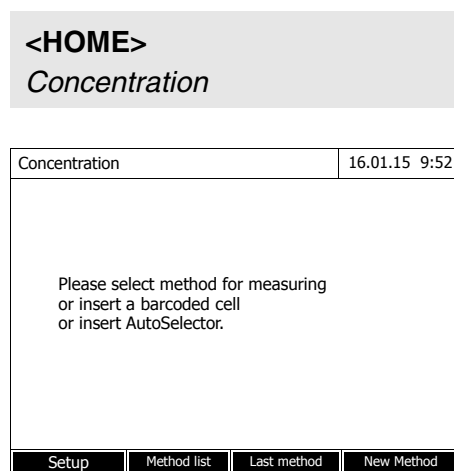 <HOME>
Concentration
Concentration 16.01.15 9:52
Please select method for measuring
or insert a barcoded cell
or insert AutoSelector.
Setup Method list Last method New Method